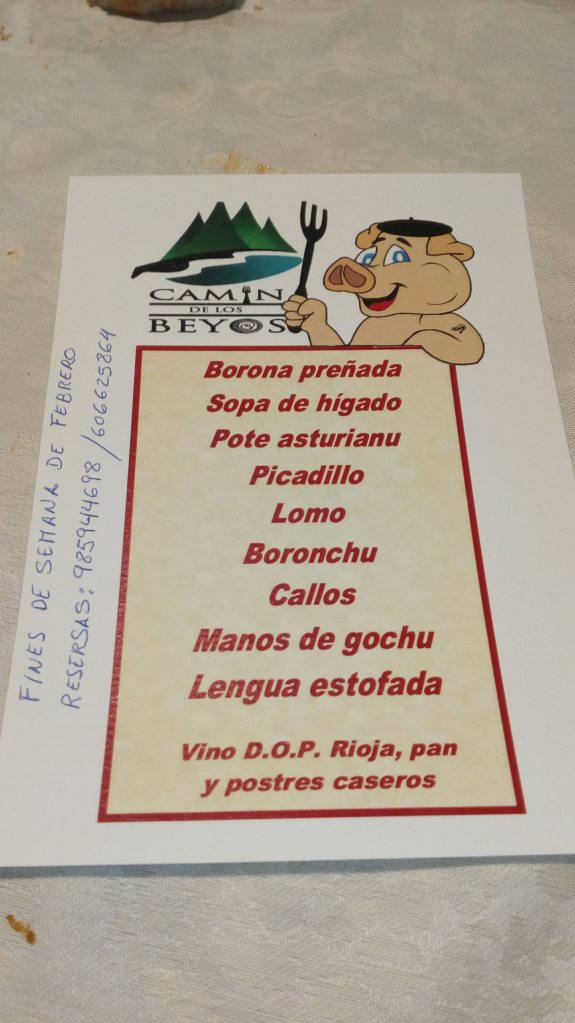 CAMÍN
DE LOS
BEYOS
Borona preñada
Sopa de hígado
Pote asturianu
Picadillo
Lomo
Boronchu
Callos
Manos de gochu
Lengua estofada
Vino D.O.P. Rioja, pan
y postres caseros
FINES DE SEMANA DE FEBRERO
RESERSAS: 985944698 / 606625864